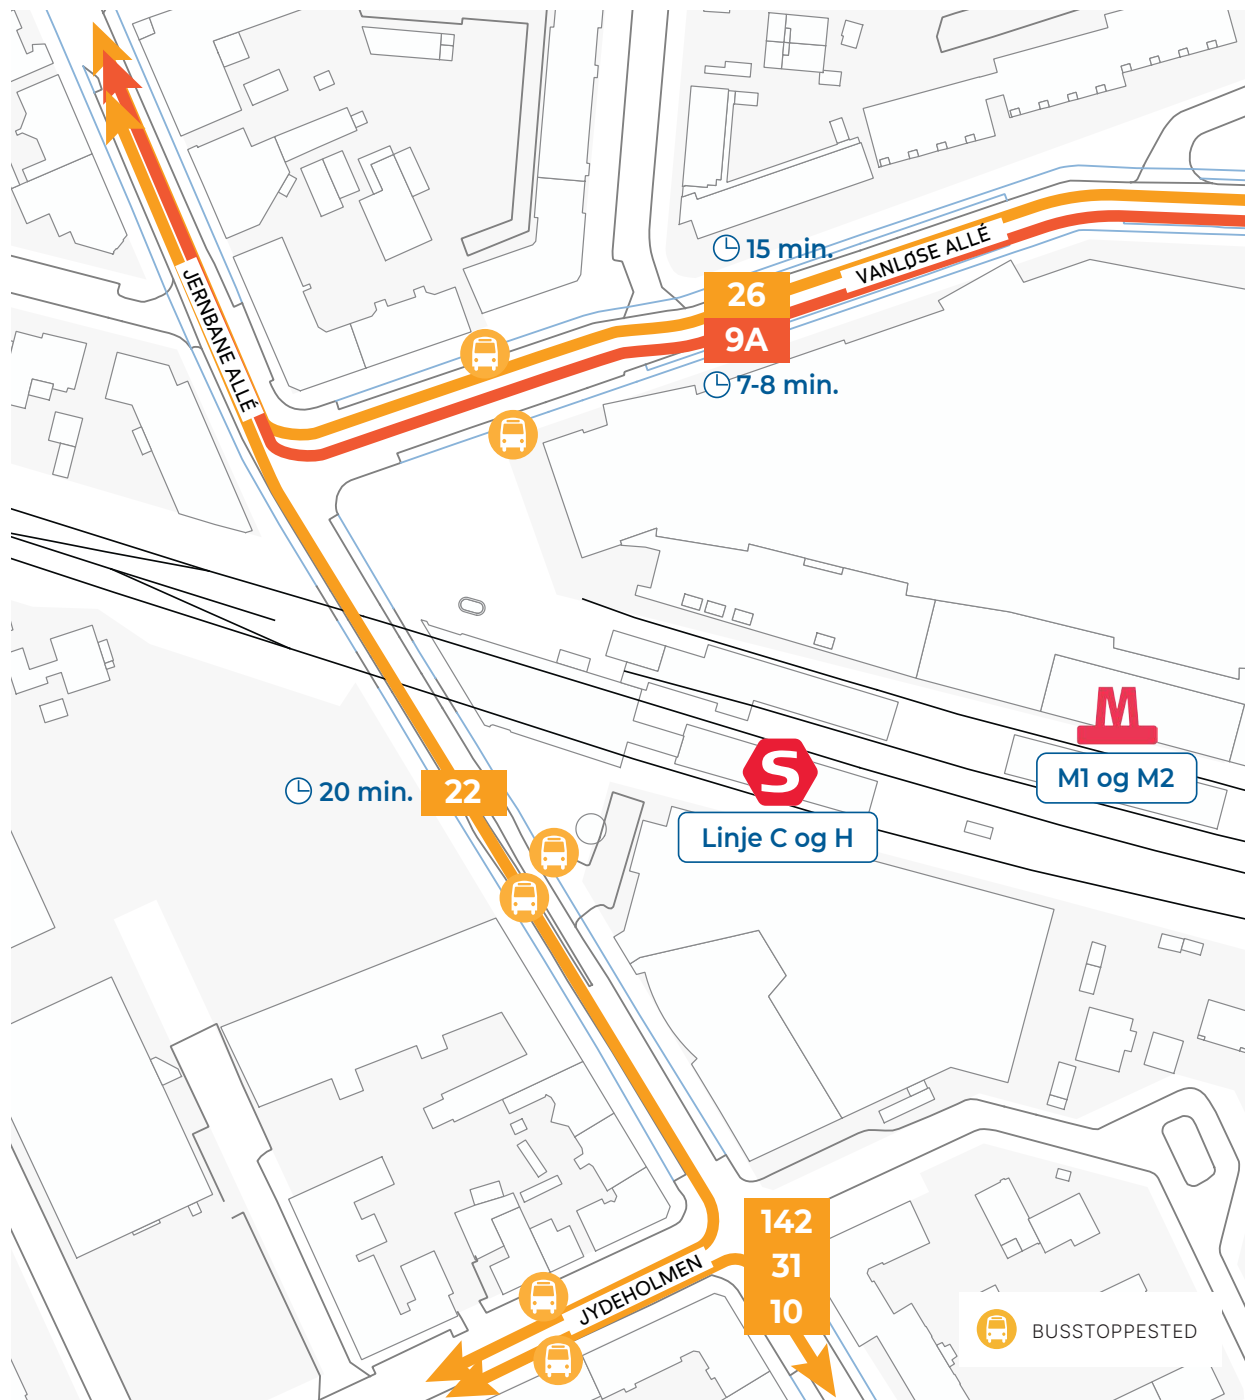 15 min.
VANLØSE ALLÉ
26
9A
7-8 min.
JERNBANE ALLÉ
M
S
M1 og M2
20 min.
22
Linje C og H
142
31
10
JYDEHOLMEN
BUSSTOPPESTED